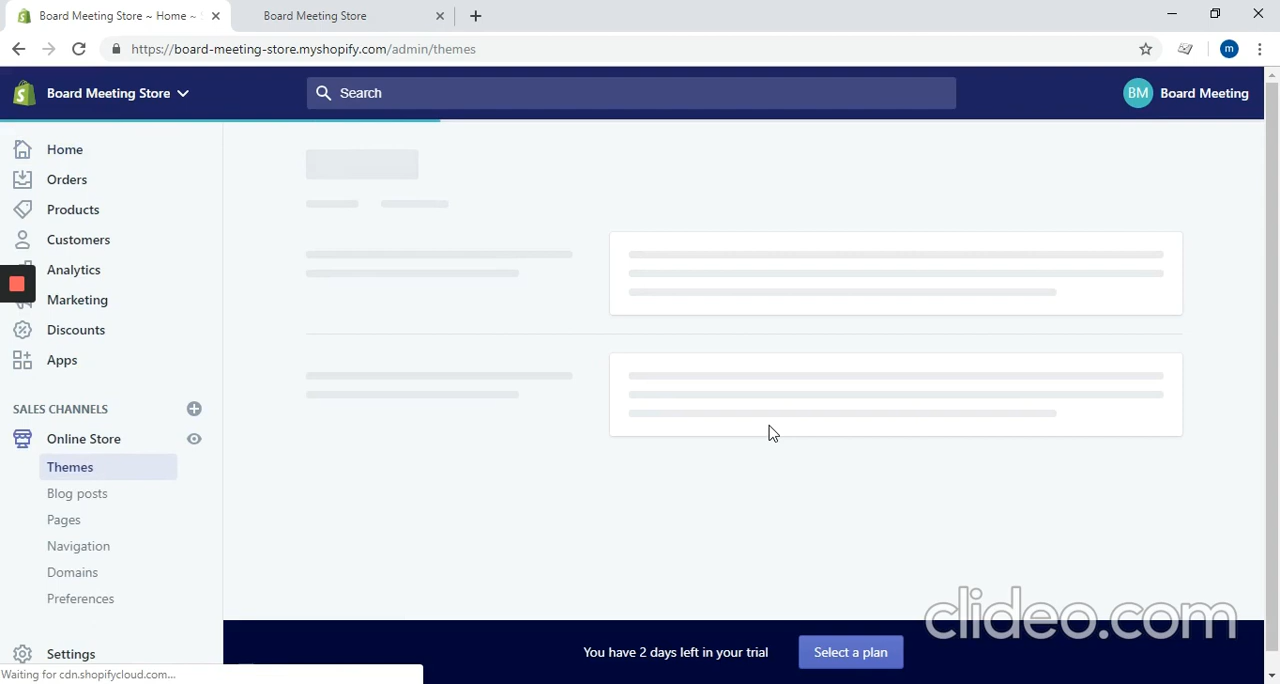 Board Meeting Store ~ Home ~
Board Meeting Store
https://board-meeting-store.myshopify.com/admin/themes
m
Board Meeting Store
Search
BM
Board Meeting
Home
Orders
Products
Customers
Analytics
Marketing
Discounts
Apps
SALES CHANNELS
Online Store
Themes
Blog posts
Pages
Navigation
Domains
Preferences
Settings
You have 2 days left in your trial
Select a plan
clideo.com
Waiting for cdn.shopifycloud.com...